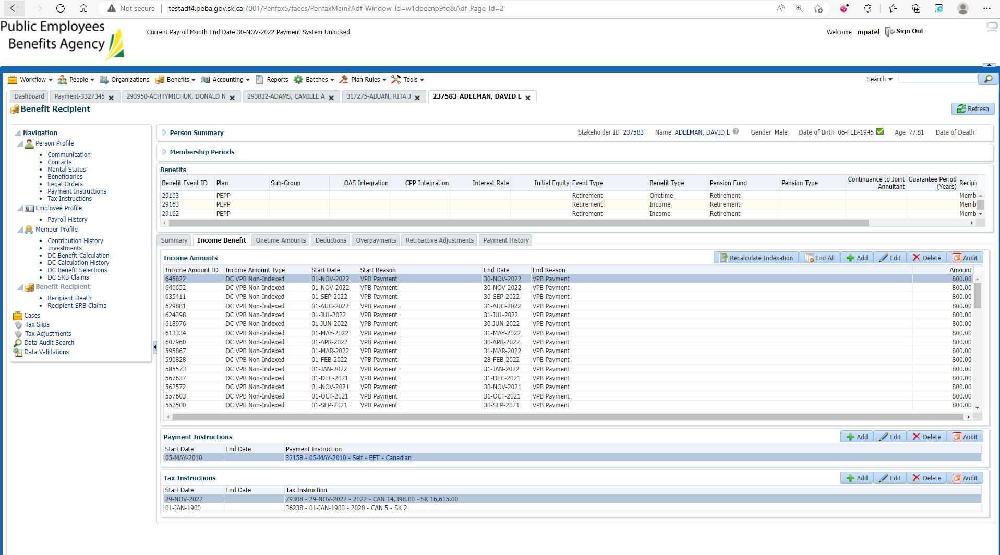 Not secure | testadf4.peba.gov.sk.ca:7001/Penfax5/faces/PenfaxMain?Adf-Window-Id=w1dbecnp9tq&Adf-Page-Id=2
Public Employees
Benefits Agency
Current Payroll Month End Date 30-NOV-2022 Payment System Unlocked
Welcome mpatel Sign Out
Workflow People Organizations Benefits Accounting Reports Batches Plan Rules Tools Search
Dashboard Payment-3327345 293950-ACHTYMICHUK, DONALD N 293832-ADAMS, CAMILLE A 317275-ABUAN, RITA J 237583-ADELMAN, DAVID L
Benefit Recipient Refresh
Navigation
Person Profile
Communication
Contacts
Marital Status
Beneficiaries
Legal Orders
Payment Instructions
Tax Instructions
Employee Profile
Payroll History
Member Profile
Contribution History
Investments
DC Benefit Calculation
DC Calculation History
DC Benefit Selections
DC SRB Claims
Benefit Recipient
Recipient Death
Recipient SRB Claims
Cases
Tax Slips
Tax Adjustments
Data Audit Search
Data Validations
Person Summary Stakeholder ID 237583 Name ADELMAN, DAVID L Gender Male Date of Birth 06-FEB-1945 Age 77.81 Date of Death
Membership Periods
Benefits
Benefit Event ID Plan Sub-Group OAS Integration CPP Integration Interest Rate Initial Equity Event Type Benefit Type Pension Fund Pension Type Continuance to Joint Annuitant Guarantee Period (Years) Recipi
29163 PEPP Retirement Onetime Retirement Memb
29163 PEPP Retirement Income Retirement Memb
29162 PEPP Retirement Income Retirement Memb
Summary Income Benefit Onetime Amounts Deductions Overpayments Retroactive Adjustments Payment History
Income Amounts Recalculate Indexation End All Add Edit Delete Audit
Income Amount ID Income Amount Type Start Date Start Reason End Date End Reason Amount
645822 DC VPB Non-Indexed 01-NOV-2022 VPB Payment 30-NOV-2022 VPB Payment 800.00
640652 DC VPB Non-Indexed 01-NOV-2022 VPB Payment 30-NOV-2022 VPB Payment 800.00
635411 DC VPB Non-Indexed 01-SEP-2022 VPB Payment 30-SEP-2022 VPB Payment 800.00
629881 DC VPB Non-Indexed 01-AUG-2022 VPB Payment 31-AUG-2022 VPB Payment 800.00
624398 DC VPB Non-Indexed 01-JUL-2022 VPB Payment 31-JUL-2022 VPB Payment 800.00
618976 DC VPB Non-Indexed 01-JUN-2022 VPB Payment 30-JUN-2022 VPB Payment 800.00
613334 DC VPB Non-Indexed 01-MAY-2022 VPB Payment 31-MAY-2022 VPB Payment 800.00
607960 DC VPB Non-Indexed 01-APR-2022 VPB Payment 30-APR-2022 VPB Payment 800.00
595867 DC VPB Non-Indexed 01-MAR-2022 VPB Payment 31-MAR-2022 VPB Payment 800.00
590828 DC VPB Non-Indexed 01-FEB-2022 VPB Payment 28-FEB-2022 VPB Payment 800.00
585573 DC VPB Non-Indexed 01-JAN-2022 VPB Payment 31-JAN-2022 VPB Payment 800.00
567637 DC VPB Non-Indexed 01-DEC-2021 VPB Payment 31-DEC-2021 VPB Payment 800.00
562572 DC VPB Non-Indexed 01-NOV-2021 VPB Payment 30-NOV-2021 VPB Payment 800.00
557603 DC VPB Non-Indexed 01-OCT-2021 VPB Payment 31-OCT-2021 VPB Payment 800.00
552500 DC VPB Non-Indexed 01-SEP-2021 VPB Payment 30-SEP-2021 VPB Payment 800.00
Payment Instructions Add Edit Delete Audit
Start Date End Date Payment Instruction
05-MAY-2010 32158 - 05-MAY-2010 - Self - EFT - Canadian
Tax Instructions Add Edit Delete Audit
Start Date End Date Tax Instruction
29-NOV-2022 79308 - 29-NOV-2022 - 2022 - CAN 14,398.00 - SK 16,615.00
01-JAN-1900 36238 - 01-JAN-1900 - 2020 - CAN 5 - SK 2